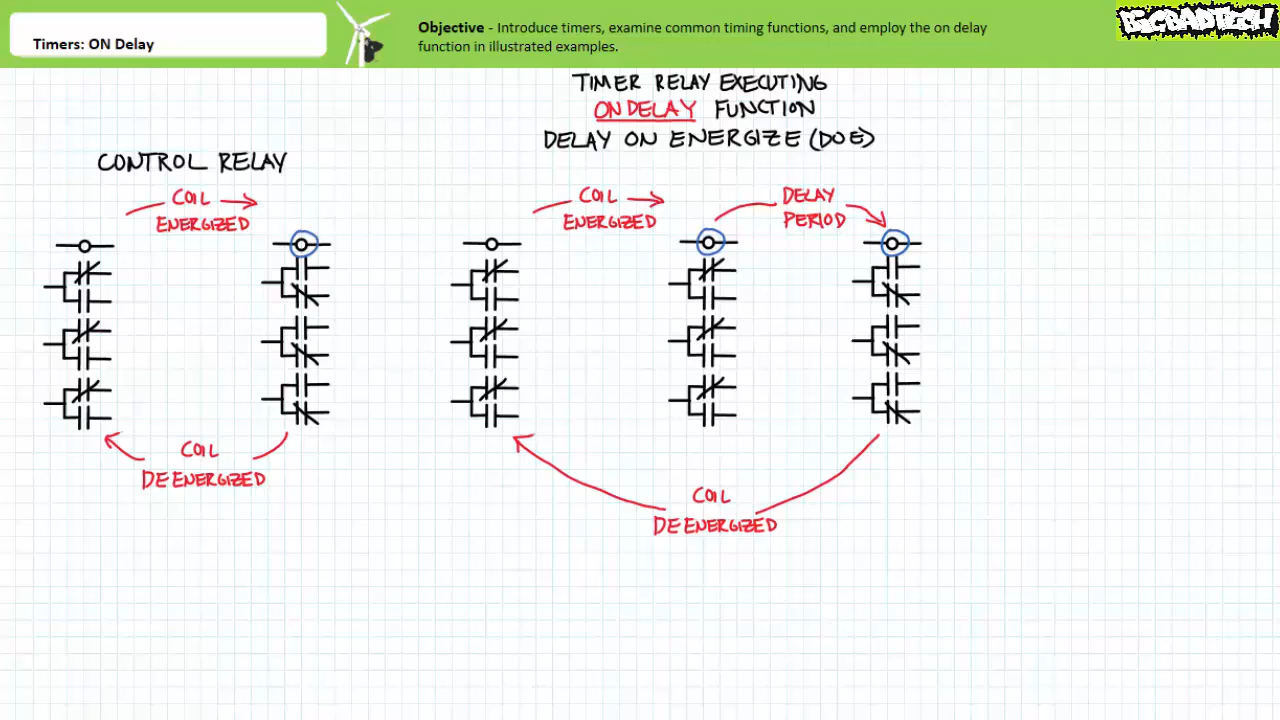 Timers: ON Delay
Objective - Introduce timers, examine common timing functions, and employ the on delay
function in illustrated examples.
BIGBADTECH
TIMER RELAY EXECUTING
ON DELAY FUNCTION
DELAY ON ENERGIZE (DOE)
CONTROL RELAY
COIL
ENERGIZED
COIL
DEENERGIZED
COIL
ENERGIZED
DELAY
PERIOD
COIL
DEENERGIZED